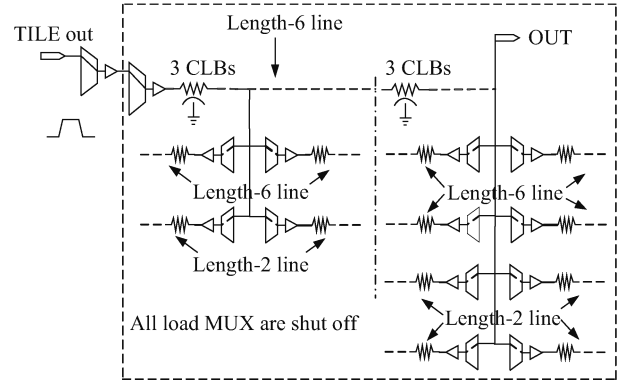 Length-6 line
TILE out
OUT
3 CLBs
3 CLBs
Length-6 line
Length-6 line
Length-2 line
Length-2 line
All load MUX are shut off